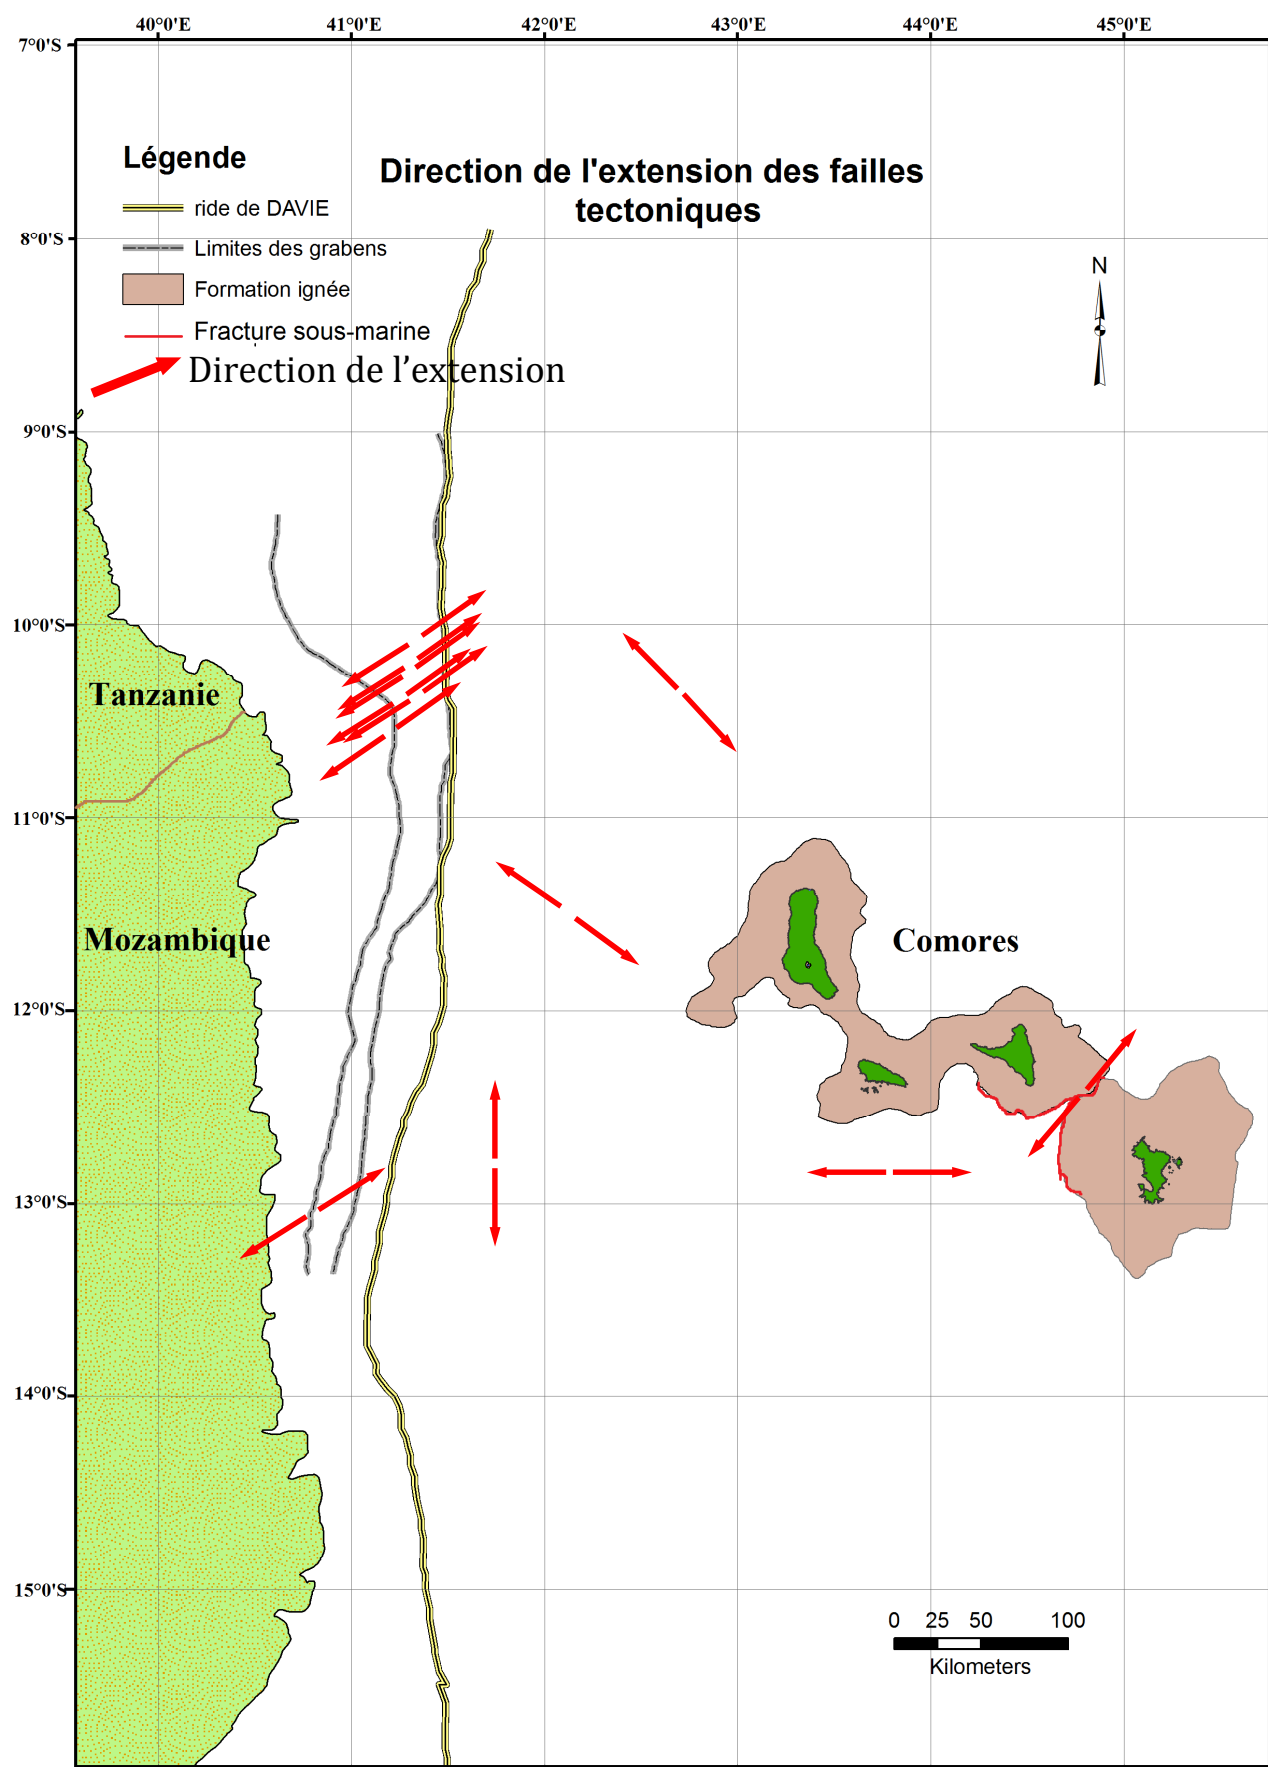 40°0'E 41°0'E 42°0'E 43°0'E 44°0'E 45°0'E
7°0'S
Légende
Direction de l'extension des failles
tectoniques
ride de DAVIE
8°0'S
Limites des grabens
N
Formation ignée
Fracture sous-marine
Direction de l’extension
9°0'S
10°0'S
Tanzanie
11°0'S
Mozambique
Comores
12°0'S
13°0'S
14°0'S
15°0'S
0 25 50 100
Kilometers